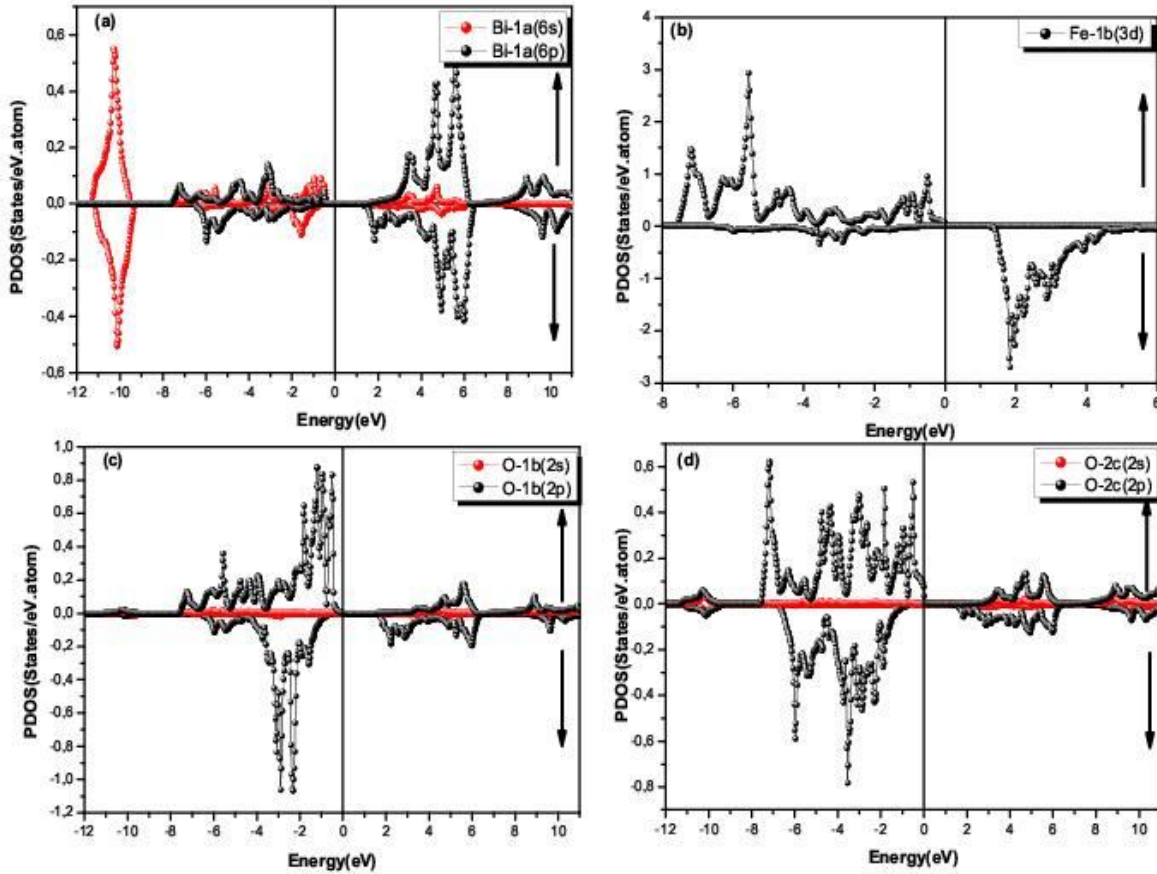 (a)
Bi-1a(6s)
Bi-1a(6p)
PDOS(States/eV.atom)
0,6
0,4
0,2
0,0
0,2
0,4
0,6
-12 -10 -8 -6 -4 -2 0 2 4 6 8 10
Energy(eV)
(b)
Fe-1b(3d)
PDOS(States/eV.atom)
4
3
2
1
0
-1
-2
-3
-8 -6 -4 -2 0 2 4 6
Energy(eV)
(c)
O-1b(2s)
O-1b(2p)
PDOS(States/eV.atom)
1,0
0,8
0,6
0,4
0,2
0,0
-0,2
-0,4
-0,6
-0,8
-1,0
-1,2
-12 -10 -8 -6 -4 -2 0 2 4 6 8 10
Energy(eV)
(d)
O-2c(2s)
O-2c(2p)
PDOS(States/eV.atom)
0,6
0,4
0,2
0,0
-0,2
-0,4
-0,6
-0,8
-12 -10 -8 -6 -4 -2 0 2 4 6 8 10
Energy(eV)